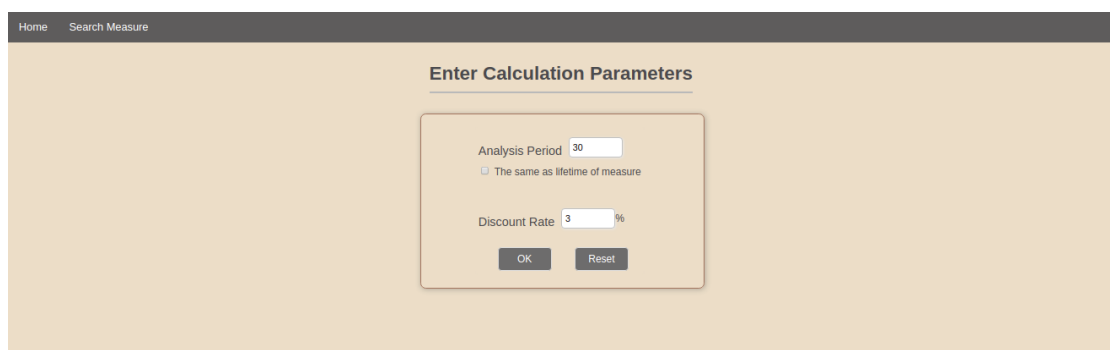 Home Search Measure
Enter Calculation Parameters
Analysis Period 30
The same as lifetime of measure
Discount Rate 3 %
OK Reset